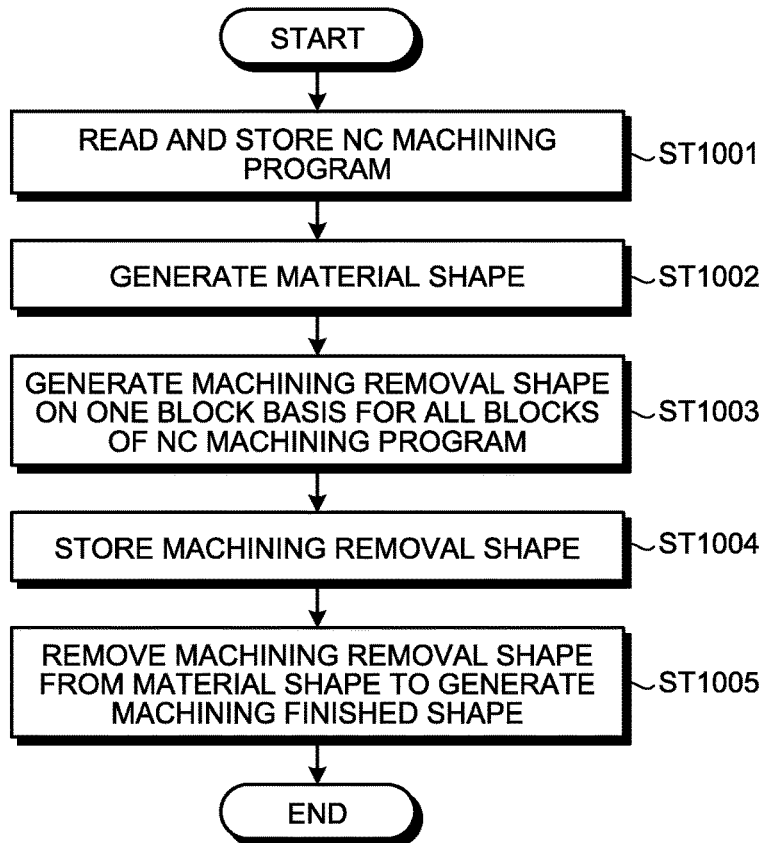 START
READ AND STORE NC MACHINING
PROGRAM
ST1001
GENERATE MATERIAL SHAPE
ST1002
GENERATE MACHINING REMOVAL SHAPE
ON ONE BLOCK BASIS FOR ALL BLOCKS
OF NC MACHINING PROGRAM
ST1003
STORE MACHINING REMOVAL SHAPE
ST1004
REMOVE MACHINING REMOVAL SHAPE
FROM MATERIAL SHAPE TO GENERATE
MACHINING FINISHED SHAPE
ST1005
END